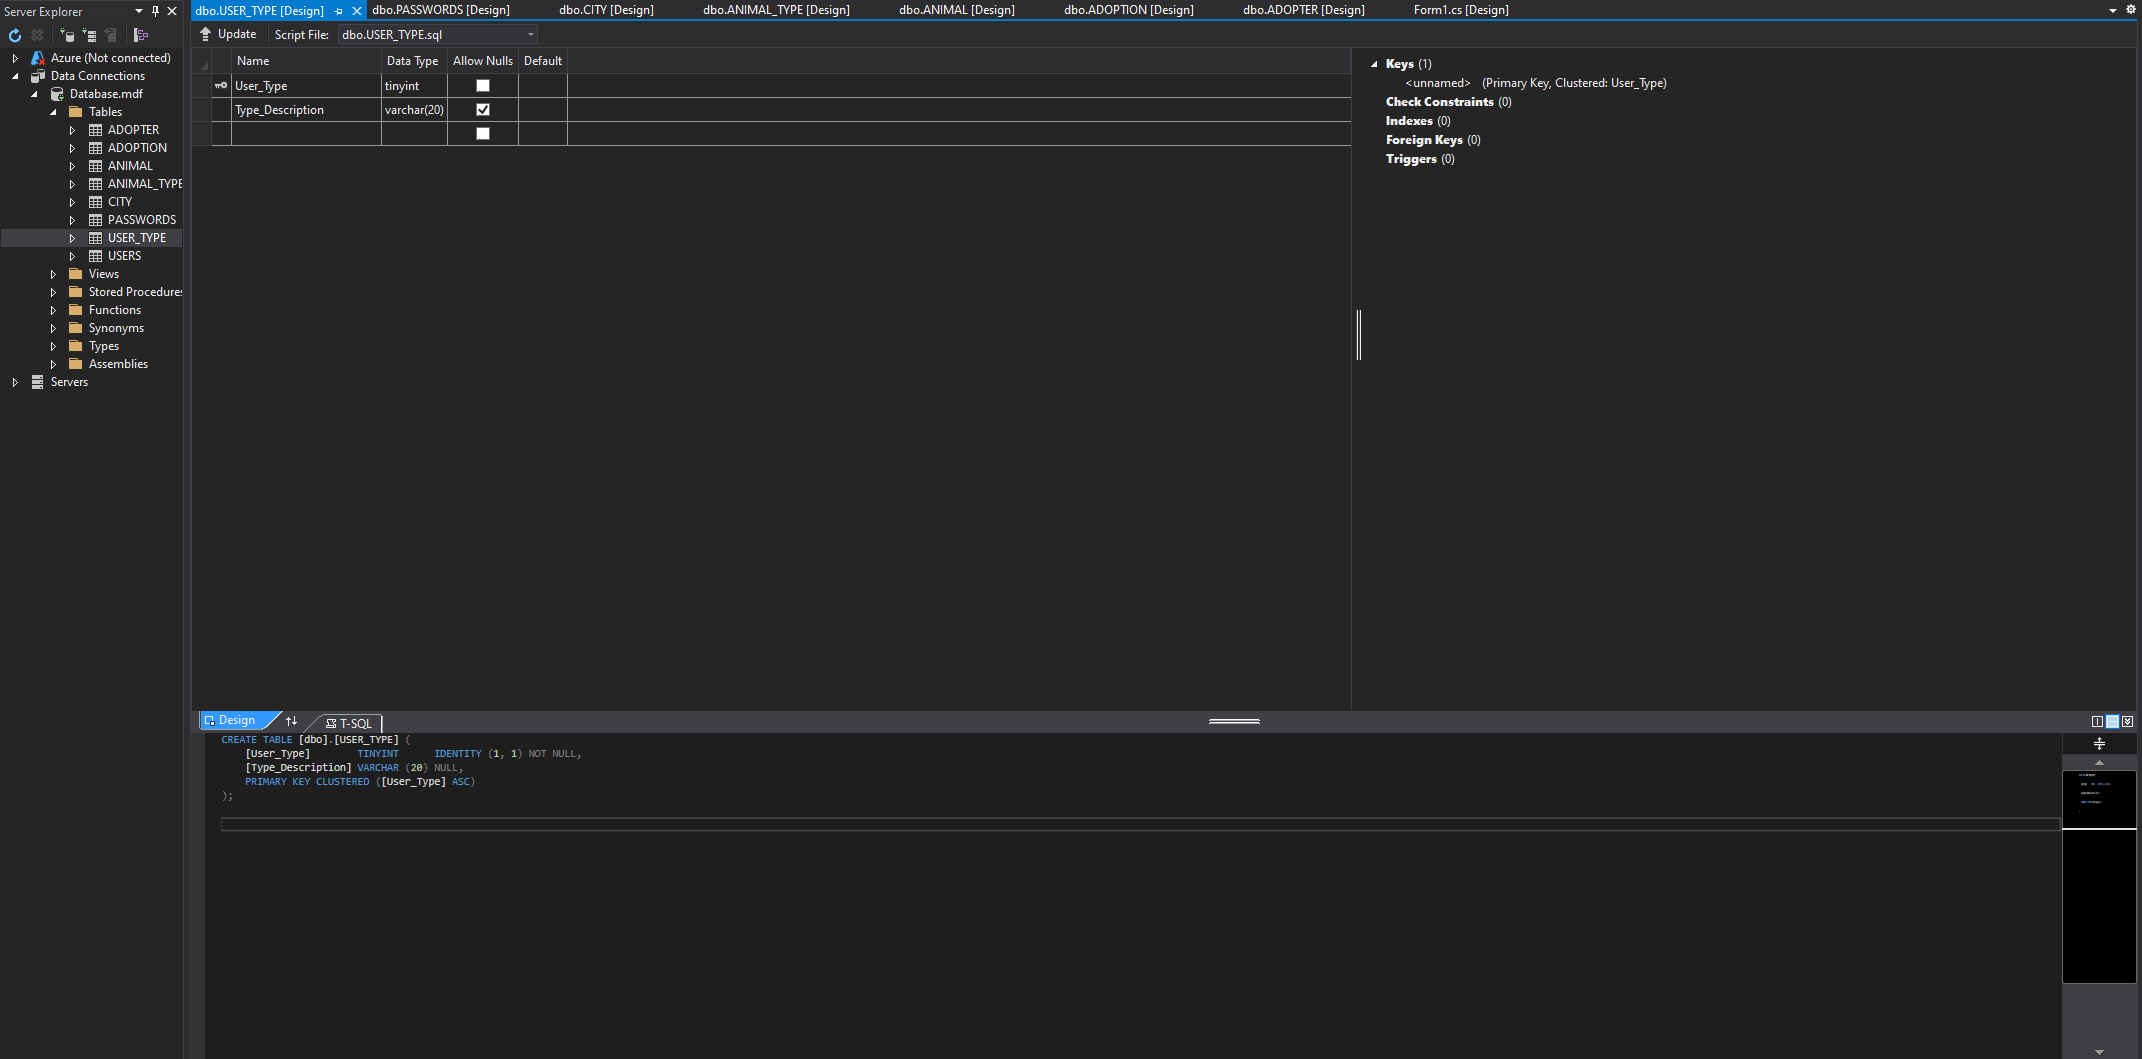 Server Explorer
Azure (Not connected)
Data Connections
Database.mdf
Tables
ADOPTER
ADOPTION
ANIMAL
ANIMAL_TYPE
CITY
PASSWORDS
USER_TYPE
USERS
Views
Stored Procedures
Functions
Synonyms
Types
Assemblies
Servers
dbo.USER_TYPE [Design] dbo.PASSWORDS [Design] dbo.CITY [Design] dbo.ANIMAL_TYPE [Design] dbo.ANIMAL [Design] dbo.ADOPTION [Design] dbo.ADOPTER [Design] Form1.cs [Design]
Update Script File: dbo.USER_TYPE.sql
Name Data Type Allow Nulls Default
User_Type tinyint
Type_Description varchar(20)
Keys (1)
<unnamed> (Primary Key, Clustered: User_Type)
Check Constraints (0)
Indexes (0)
Foreign Keys (0)
Triggers (0)
Design T-SQL
CREATE TABLE [dbo].[USER_TYPE] (
[User_Type] TINYINT IDENTITY (1, 1) NOT NULL,
[Type_Description] VARCHAR (20) NULL,
PRIMARY KEY CLUSTERED ([User_Type] ASC)
);